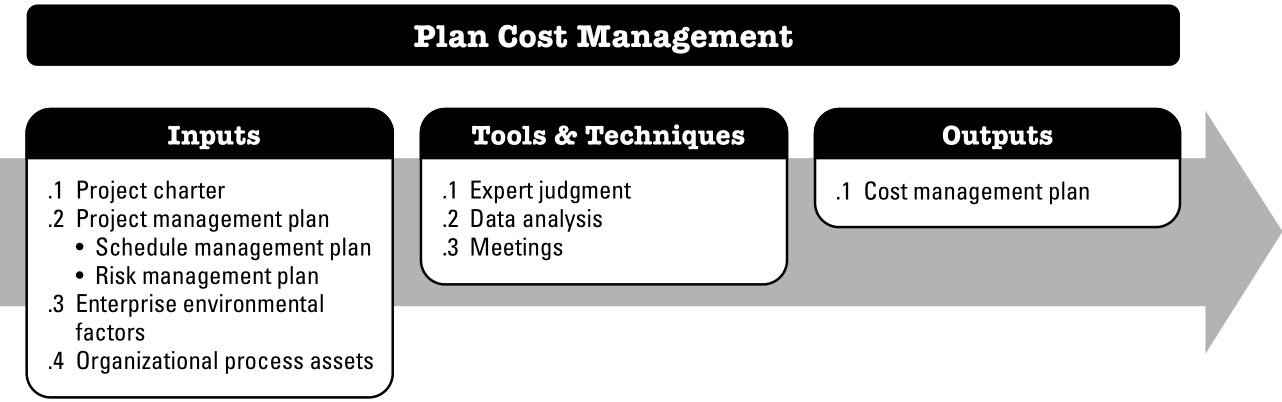 Plan Cost Management
Inputs
.1 Project charter
.2 Project management plan
• Schedule management plan
• Risk management plan
.3 Enterprise environmental
factors
.4 Organizational process assets
Tools & Techniques
.1 Expert judgment
.2 Data analysis
.3 Meetings
Outputs
.1 Cost management plan